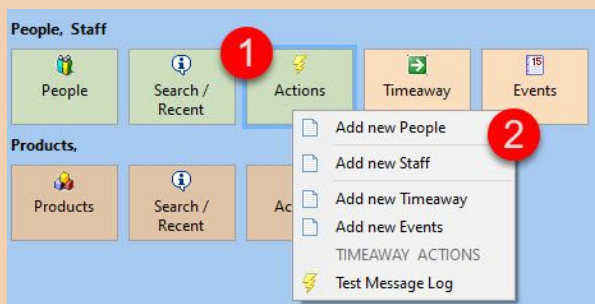 People, Staff
1
People
Search /
Recent
Actions
Timeaway
15
Events
Add new People
2
Add new Staff
Add new Timeaway
Add new Events
TIMEAWAY ACTIONS
Test Message Log
Products,
Products
Search /
Recent
Ac